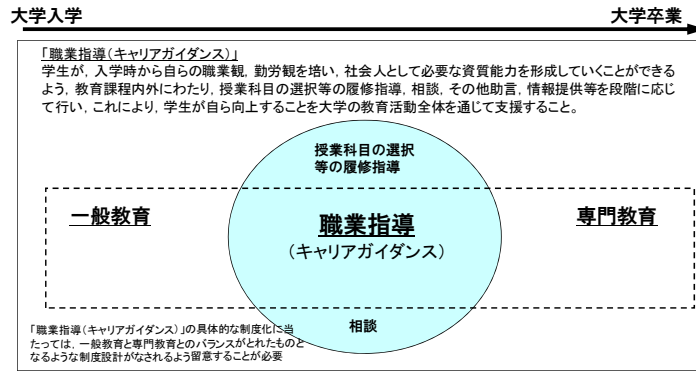 大学入学 大学卒業
「職業指導（キャリアガイダンス）」
学生が，入学時から自らの職業観，勤労観を培い，社会人として必要な資質能力を形成していくことができる
よう，教育課程内外にわたり，授業科目の選択等の履修指導，相談，その他助言，情報提供等を段階に応じ
て行い，これにより，学生が自ら向上することを大学の教育活動全体を通じて支援すること。
授業科目の選択
等の履修指導
一般教育 職業指導 専門教育
（キャリアガイダンス）
相談
「職業指導（キャリアガイダンス）」の具体的な制度化に当
たっては，一般教育と専門教育とのバランスがとれたものと
なるような制度設計がなされるよう留意することが必要